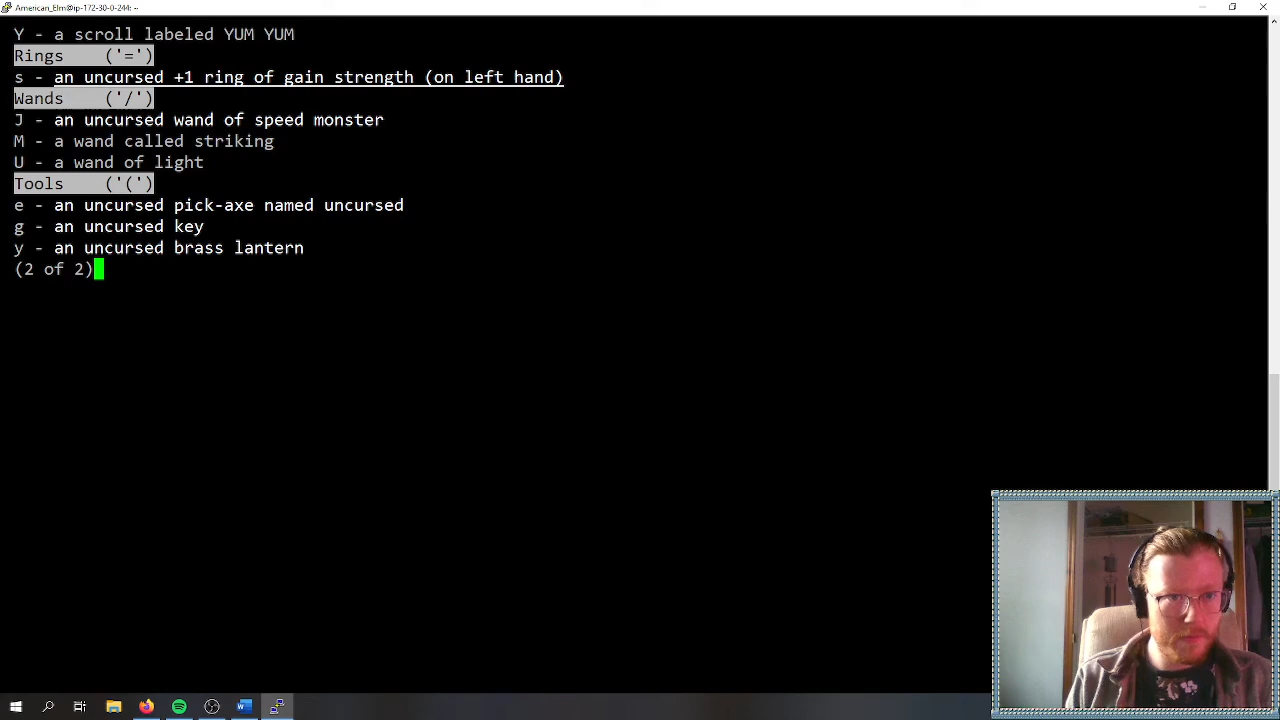 American_Elm@ip-172-30-0-244: ~
Y - a scroll labeled YUM YUM
Rings    ('=')
s - an uncursed +1 ring of gain strength (on left hand)
Wands    ('/')
J - an uncursed wand of speed monster
M - a wand called striking
U - a wand of light
Tools    ('(')
e - an uncursed pick-axe named uncursed
g - an uncursed key
y - an uncursed brass lantern
(2 of 2)